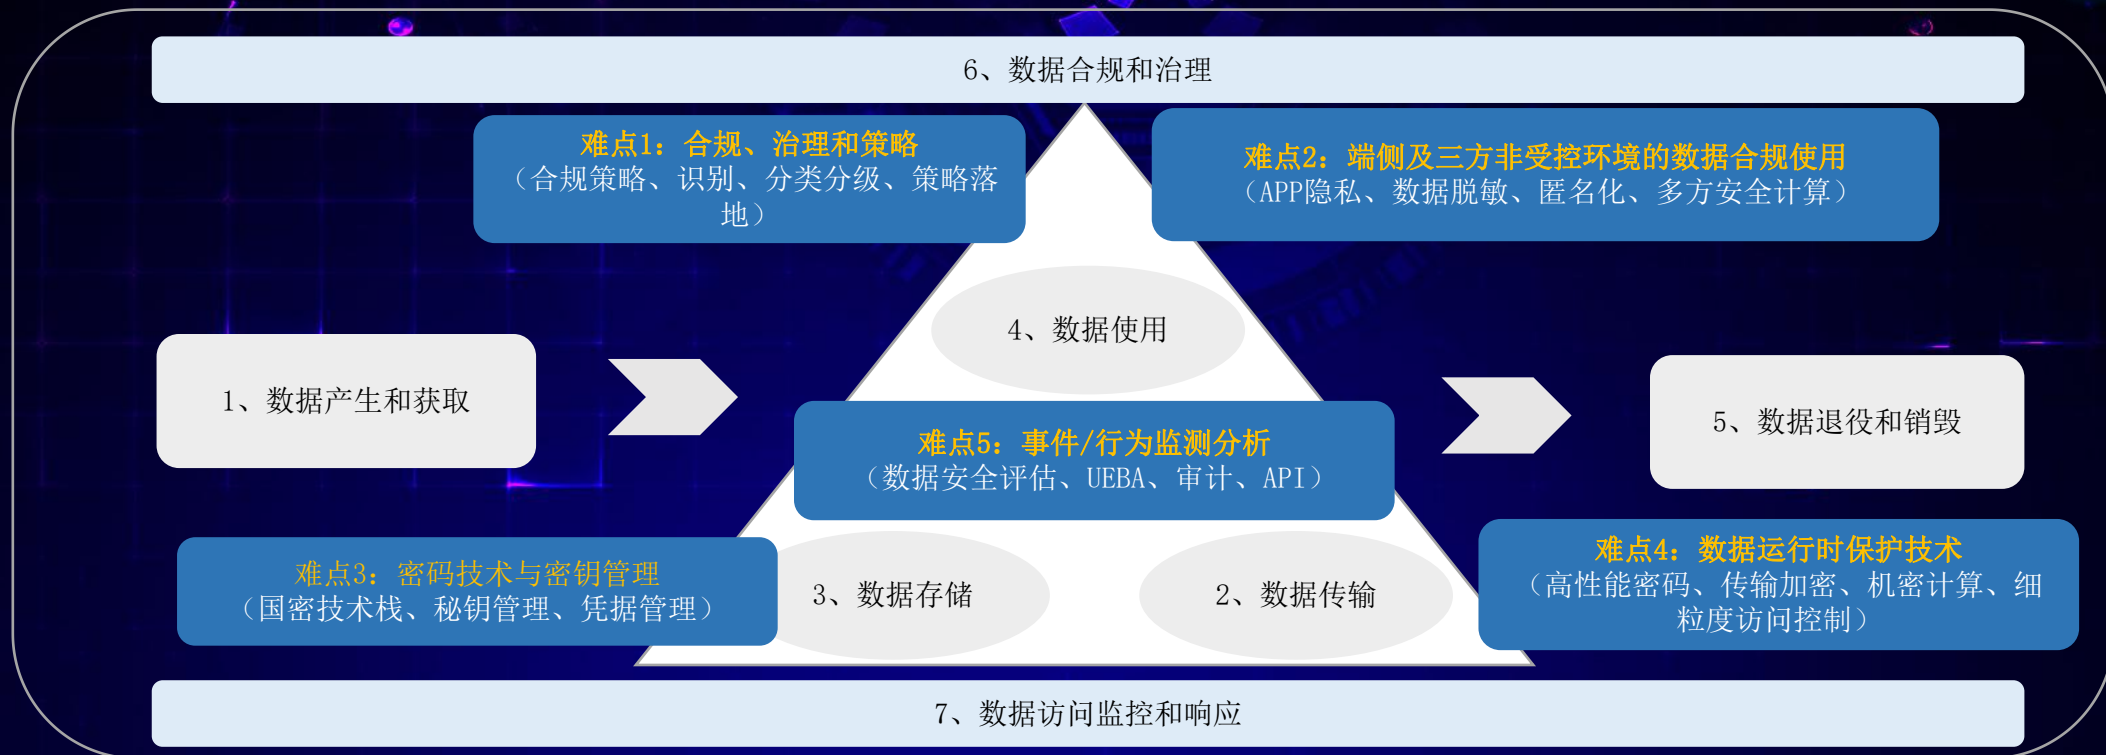 6、数据合规和治理
难点1：合规、治理和策略
（合规策略、识别、分类分级、策略落
地）
难点2：端侧及三方非受控环境的数据合规使用
（APP隐私、数据脱敏、匿名化、多方安全计算）
4、数据使用
1、数据产生和获取
5、数据退役和销毁
难点5：事件/行为监测分析
（数据安全评估、UEBA、审计、API）
难点3：密码技术与密钥管理
（国密技术栈、秘钥管理、凭据管理）
3、数据存储
2、数据传输
难点4：数据运行时保护技术
（高性能密码、传输加密、机密计算、细
粒度访问控制）
7、数据访问监控和响应